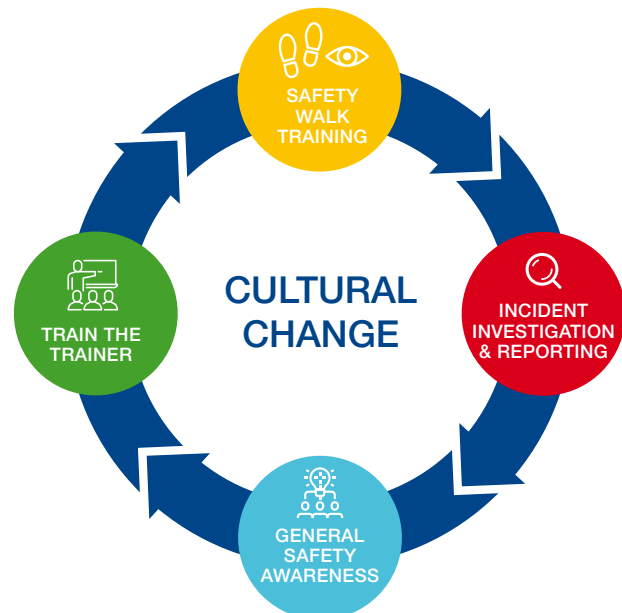 SAFETY
WALK
TRAINING
CULTURAL
CHANGE
INCIDENT
INVESTIGATION
& REPORTING
TRAIN THE
TRAINER
GENERAL
SAFETY
AWARENESS